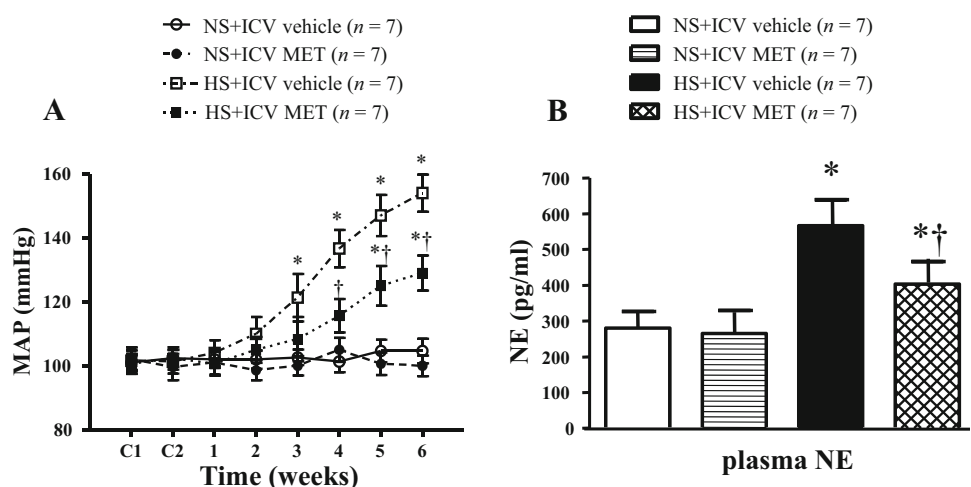 NS+ICV vehicle (n = 7)
NS+ICV MET (n = 7)
HS+ICV vehicle (n = 7)
HS+ICV MET (n = 7)
A
MAP (mmHg)
160
140
120
100
80
* * * *
*† *†
†
C1 C2 1 2 3 4 5 6
Time (weeks)
NS+ICV vehicle (n = 7)
NS+ICV MET (n = 7)
HS+ICV vehicle (n = 7)
HS+ICV MET (n = 7)
B
NE (pg/ml)
700
600
500
400
300
200
100
0
*
*†
plasma NE